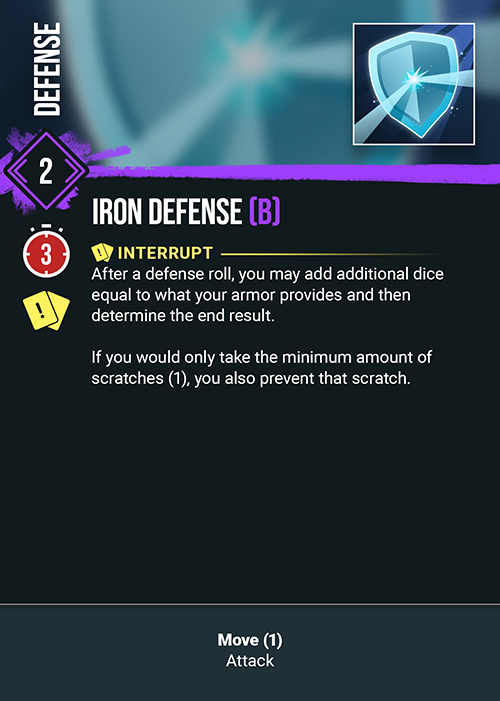 DEFENSE
2
IRON DEFENSE (B)
3
INTERRUPT
After a defense roll, you may add additional dice
equal to what your armor provides and then
determine the end result.
If you would only take the minimum amount of
scratches (1), you also prevent that scratch.
Move (1)
Attack